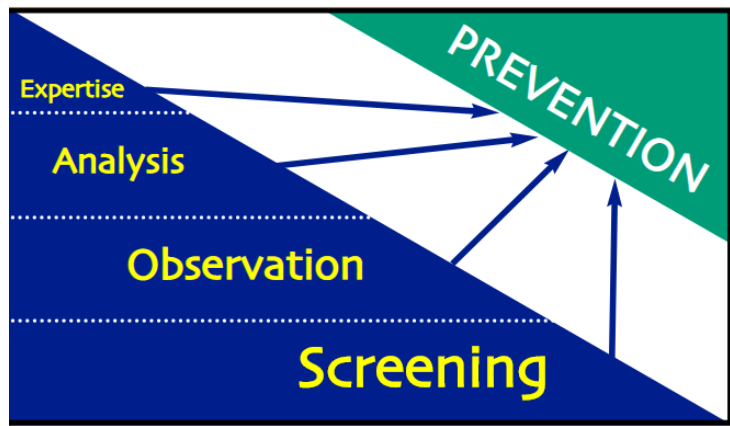 PREVENTION
Expertise
Analysis
Observation
Screening